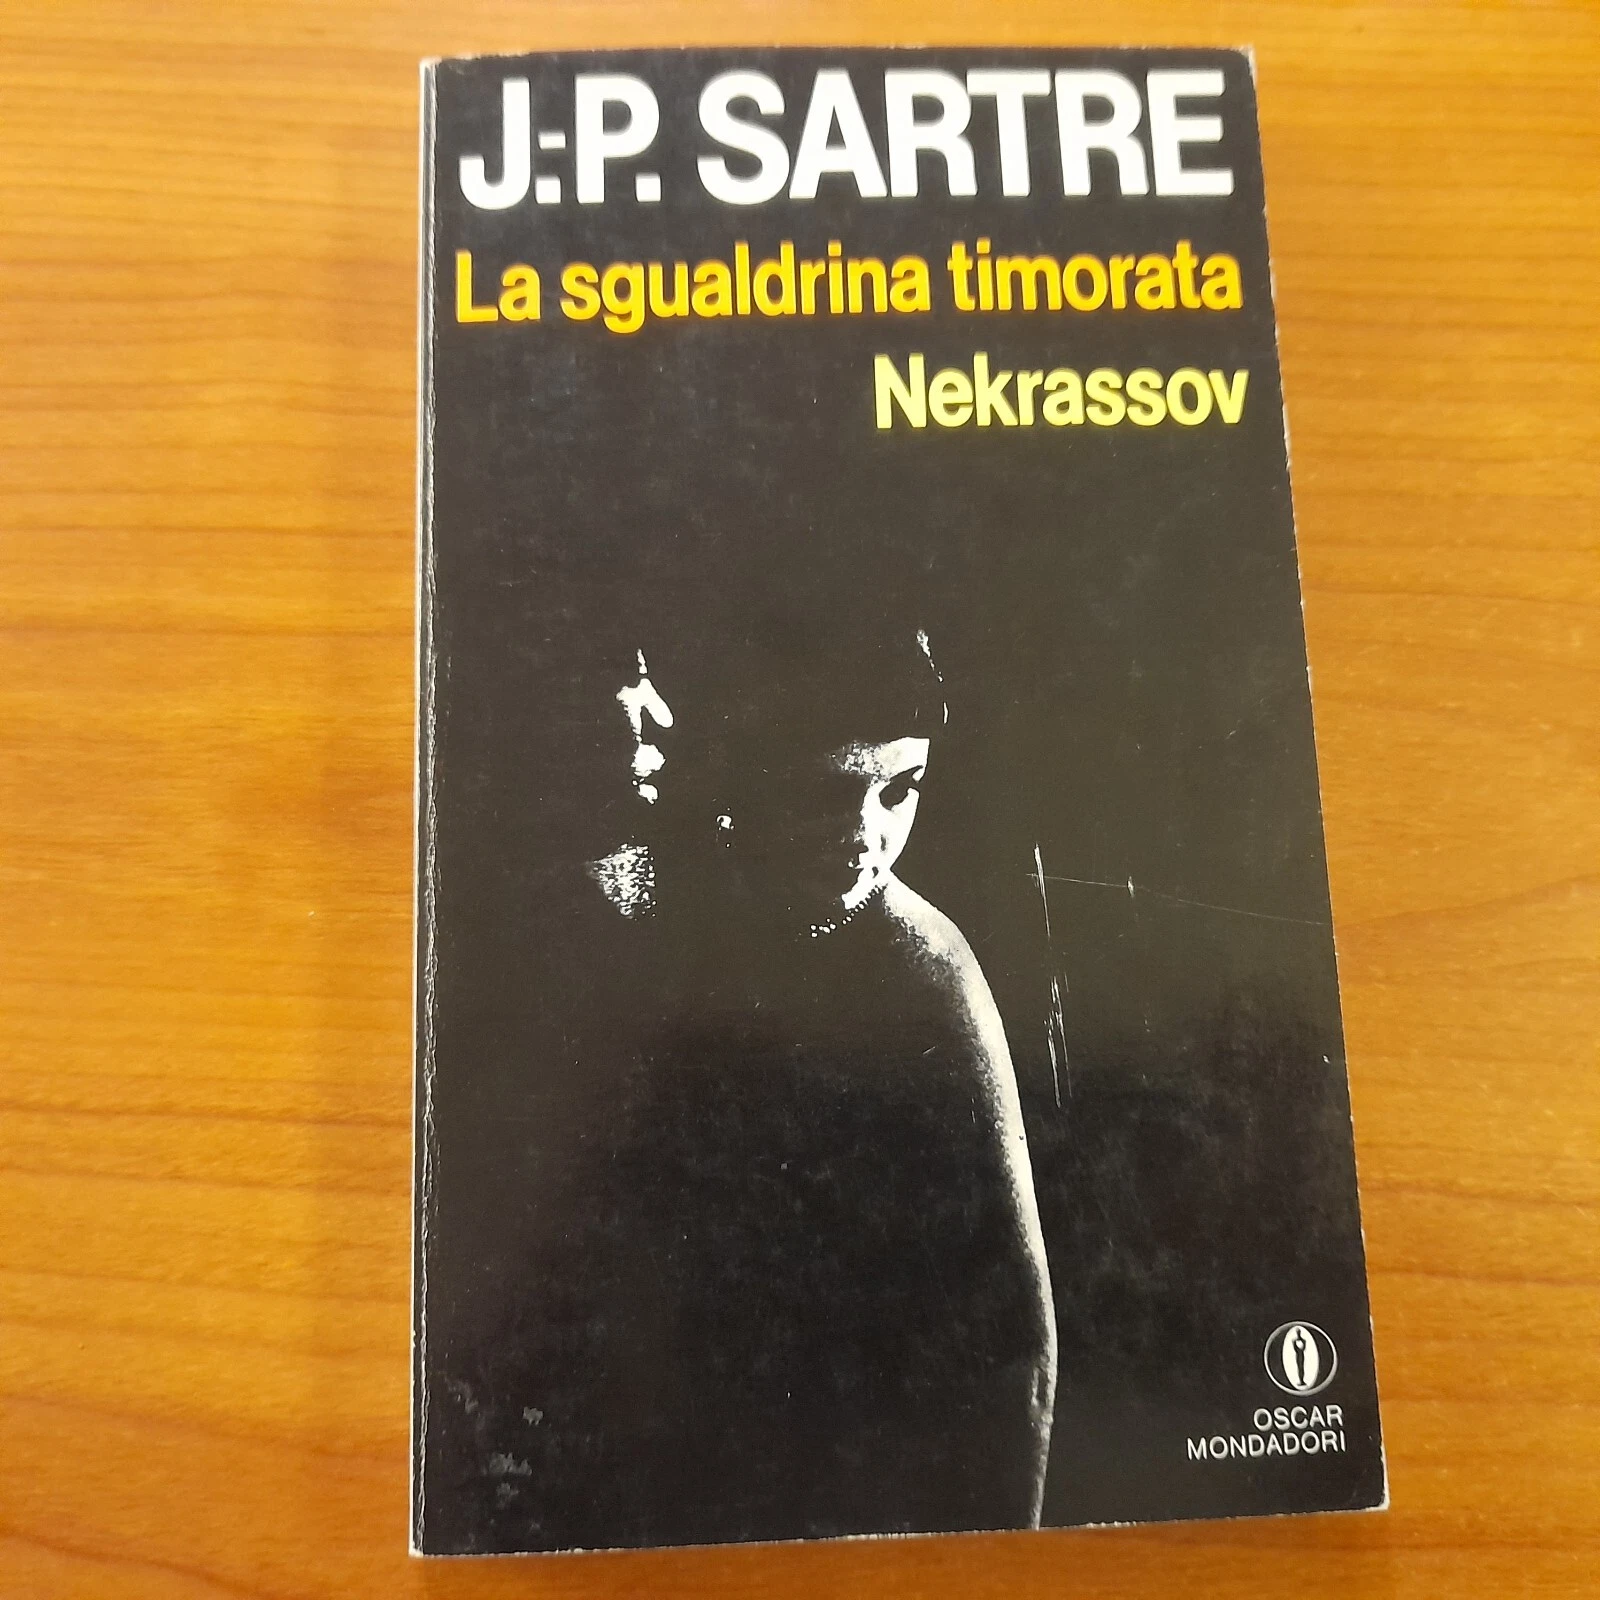 J.-P. SARTRE
La sgualdrina timorata
Nekrassov
OSCAR
MONDADORI